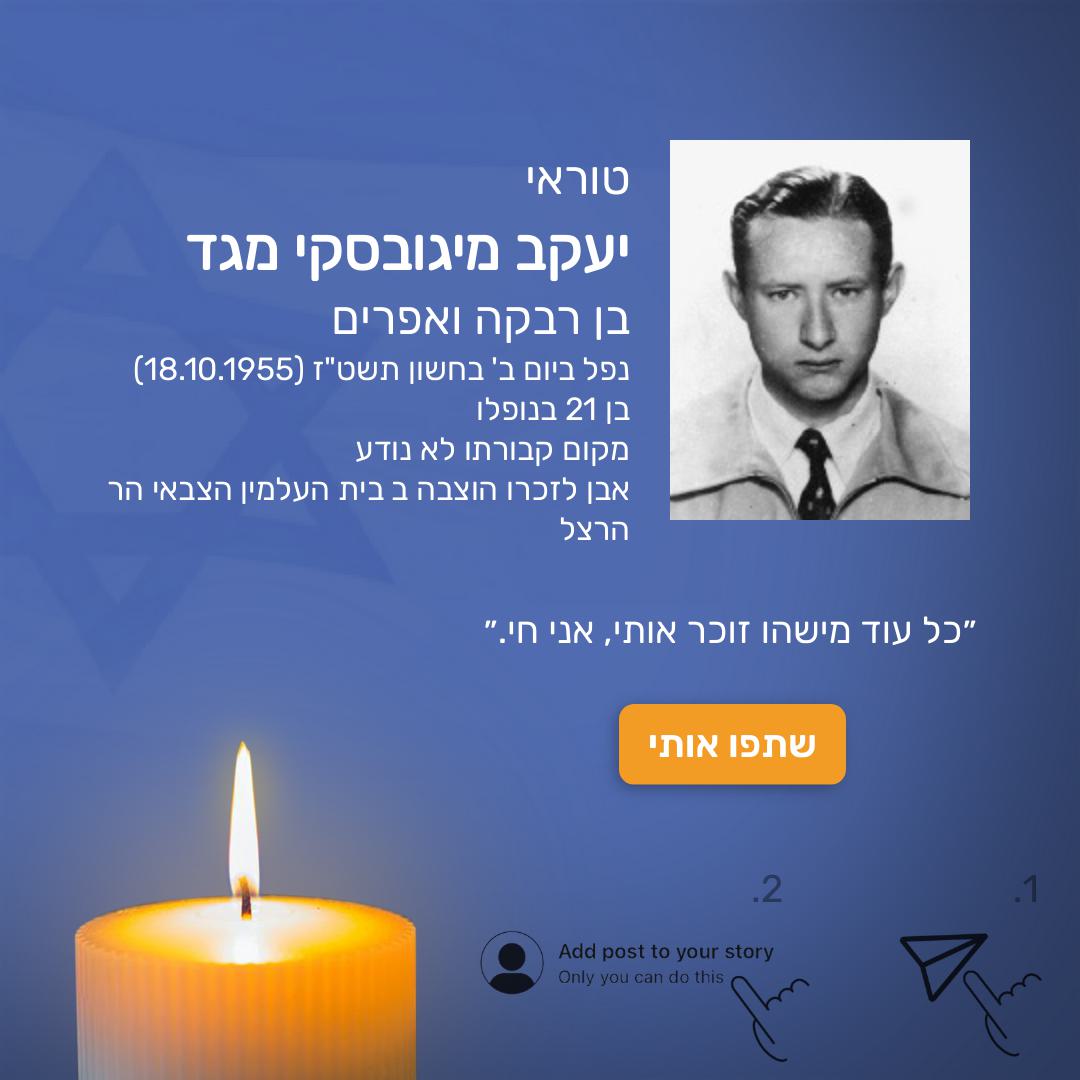 טוראי
יעקב מיגובסקי מגד
בן רבקה ואפרים
נפל ביום ב' בחשון תשט"ז (18.10.1955)
בן 21 בנופלו
מקום קבורתו לא נודע
אבן לזכרו הוצבה ב בית העלמין הצבאי הר
הרצל
״כל עוד מישהו זוכר אותי, אני חי.״
שתפו אותי
.1
.2
Add post to your story
Only you can do this